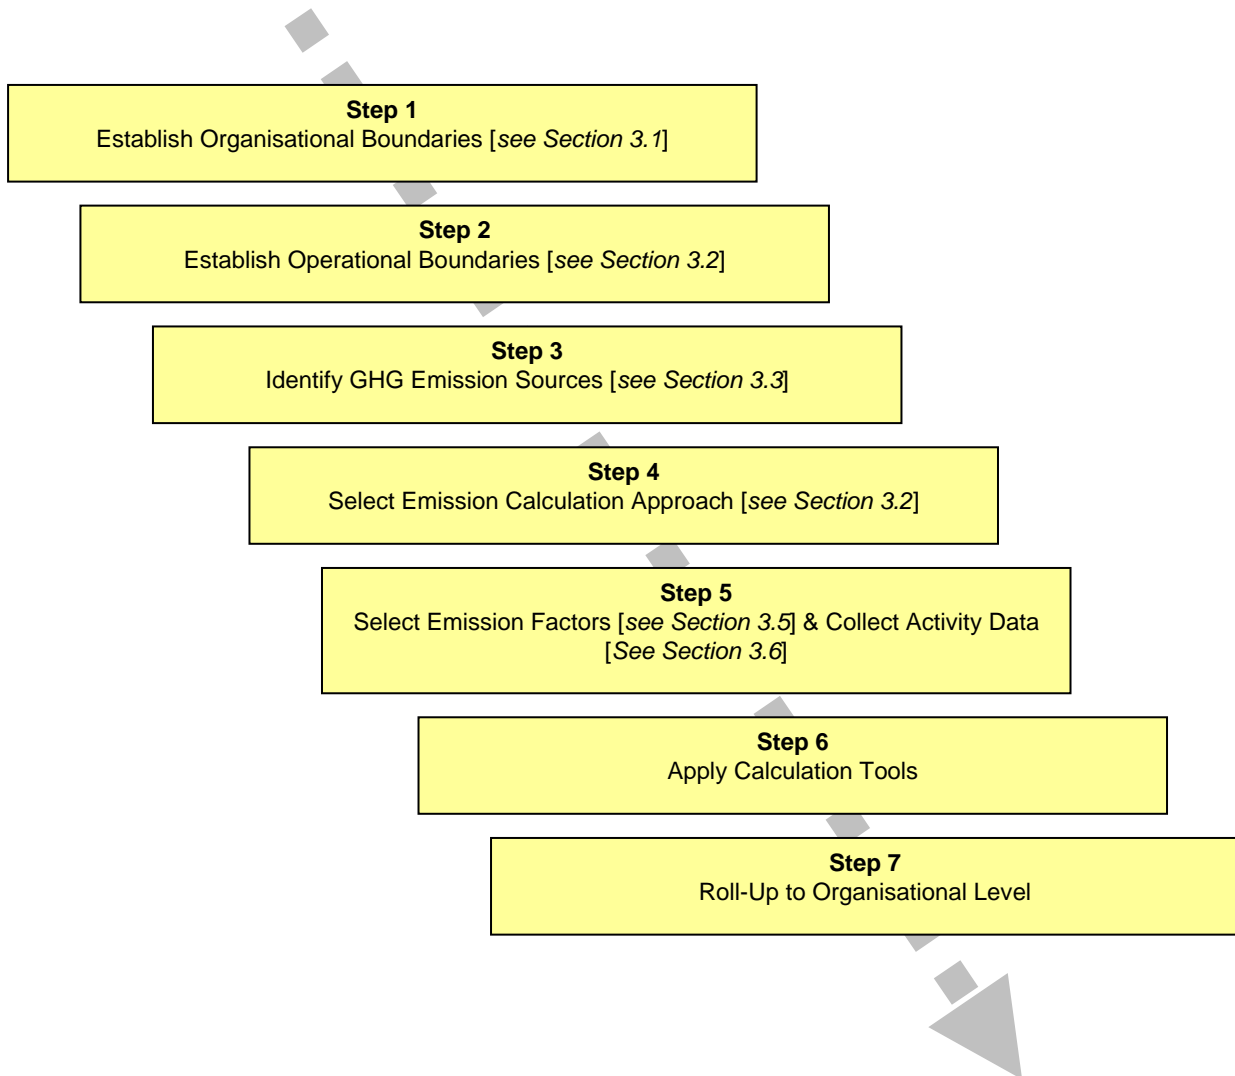 Step 1
Establish Organisational Boundaries [see Section 3.1]
Step 2
Establish Operational Boundaries [see Section 3.2]
Step 3
Identify GHG Emission Sources [see Section 3.3]
Step 4
Select Emission Calculation Approach [see Section 3.2]
Step 5
Select Emission Factors [see Section 3.5] & Collect Activity Data
[See Section 3.6]
Step 6
Apply Calculation Tools
Step 7
Roll-Up to Organisational Level